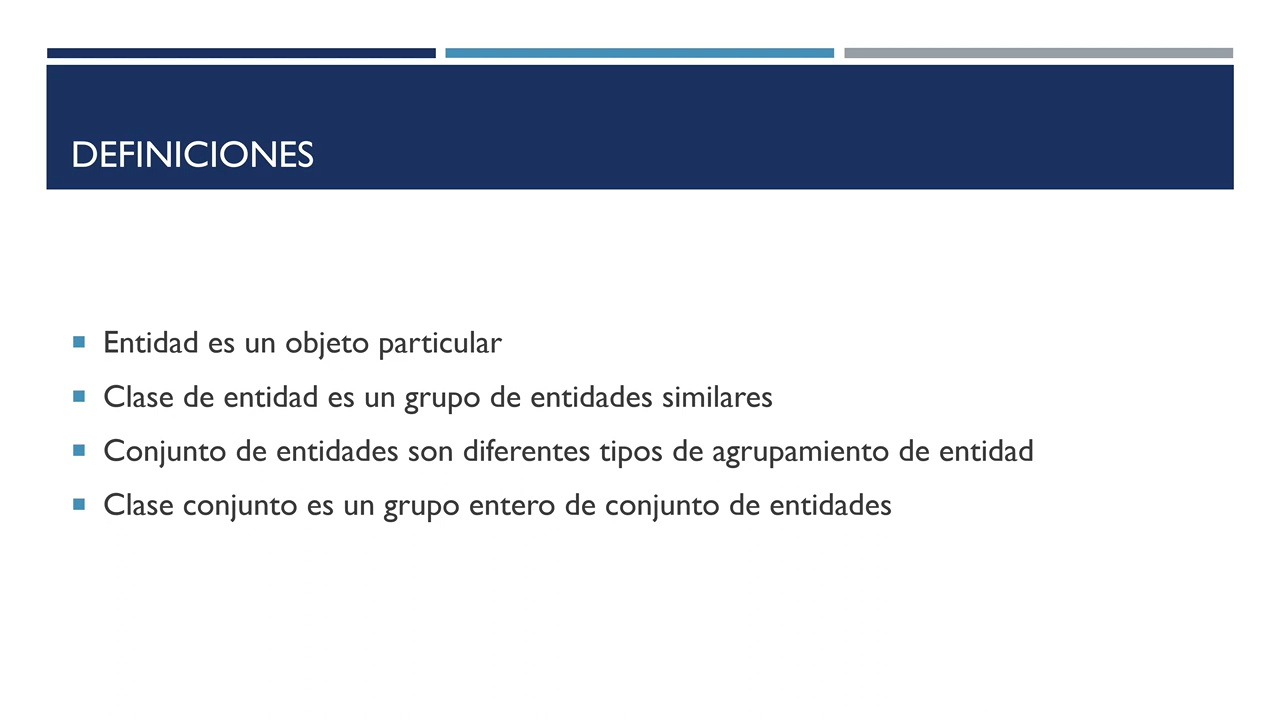 DEFINICIONES
Entidad es un objeto particular
Clase de entidad es un grupo de entidades similares
Conjunto de entidades son diferentes tipos de agrupamiento de entidad
Clase conjunto es un grupo entero de conjunto de entidades